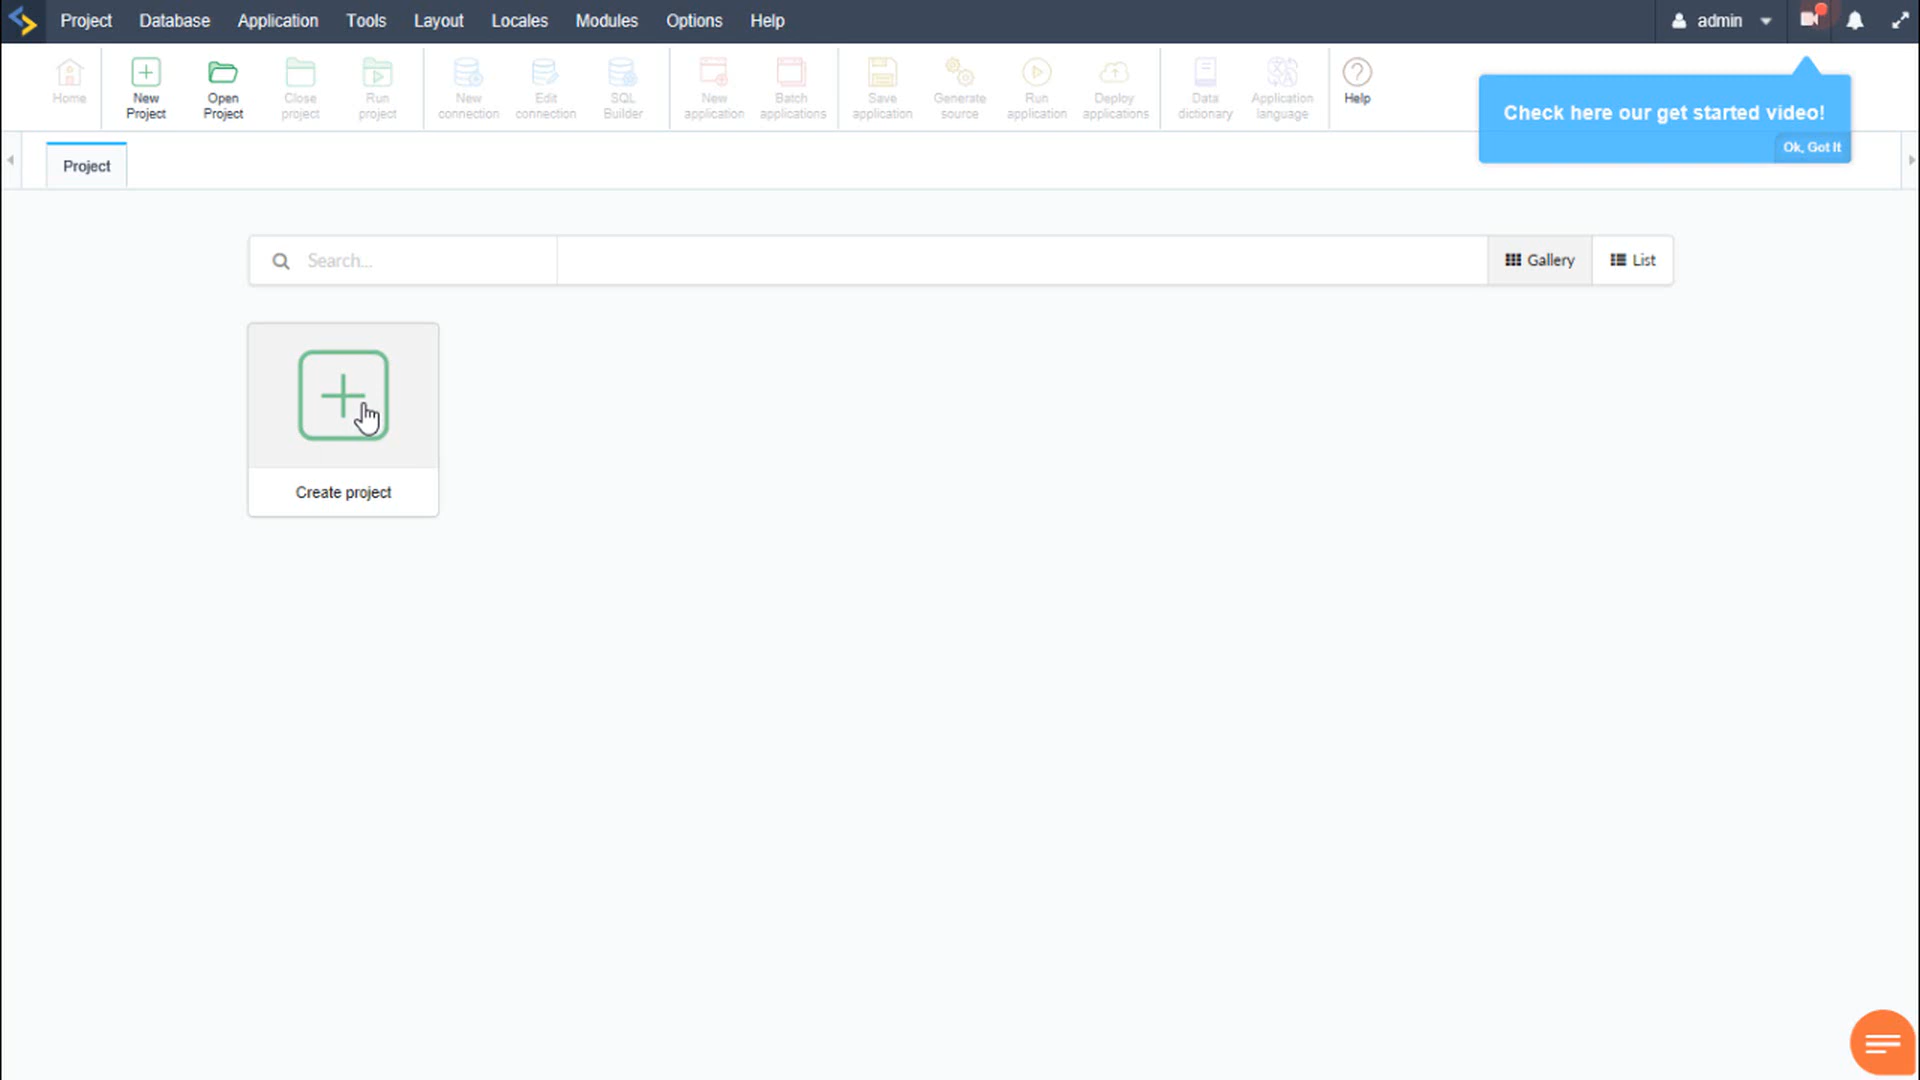 Project Database Application Tools Layout Locales Modules Options Help admin
Home
New
Project
Open
Project
Close
project
Run
project
New
connection
Edit
connection
SQL
Builder
New
application
Batch
applications
Save
application
Generate
source
Run
application
Deploy
applications
Data
dictionary
Application
language
Help
Check here our get started video!
Ok, Got It
Project
Search...
Gallery
List
Create project